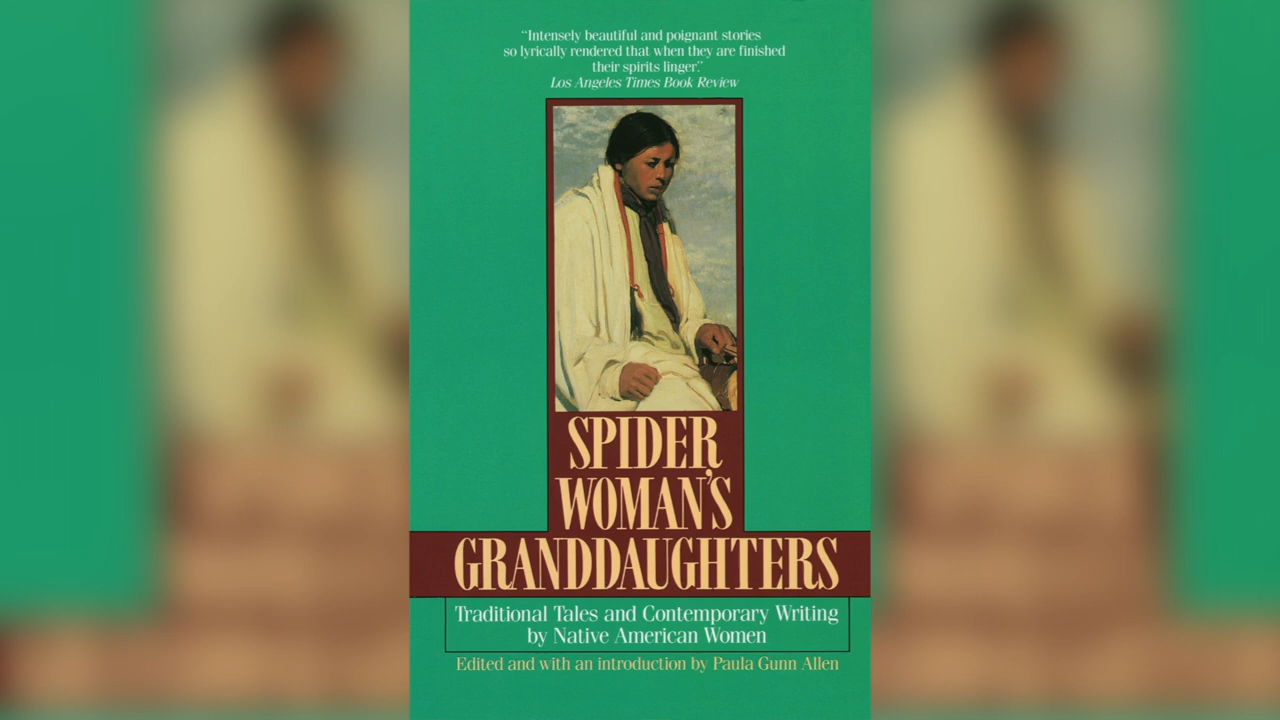 “Intensely beautiful and poignant stories
so lyrically rendered that when they are finished
their spirits linger.”
Los Angeles Times Book Review
SPIDER
WOMAN'S
GRANDDAUGHTERS
Traditional Tales and Contemporary Writing
by Native American Women
Edited and with an introduction by Paula Gunn Allen